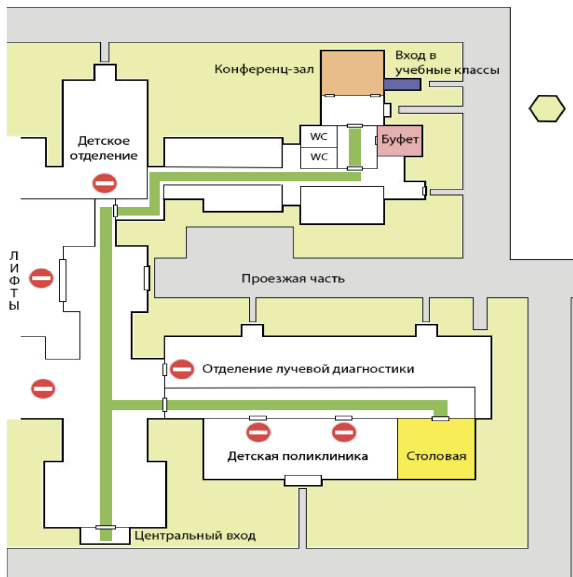 Конференц-зал
Вход в
учебные классы
WC
WC
Буфет
Детское
отделение
ЛИФТЫ
Проезжая часть
Отделение лучевой диагностики
Детская поликлиника
Столовая
Центральный вход